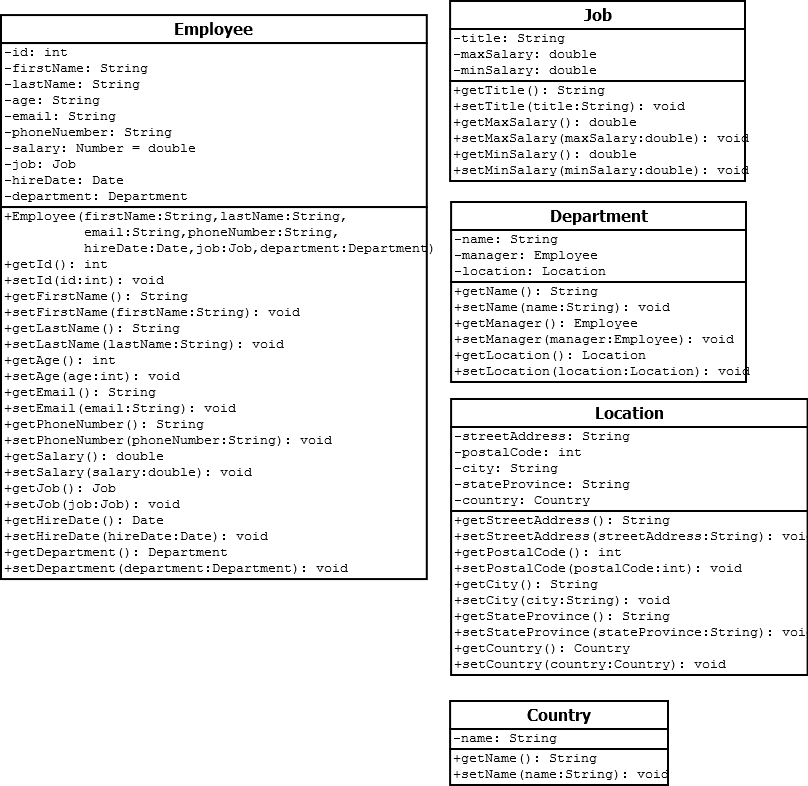 Employee
-id: int
-firstName: String
-lastName: String
-age: String
-email: String
-phoneNuember: String
-salary: Number = double
-job: Job
-hireDate: Date
-department: Department
+Employee(firstName:String,lastName:String,
email:String,phoneNumber:String,
hireDate:Date,job:Job,department:Department)
+getId(): int
+setId(id:int): void
+getFirstName(): String
+setFirstName(firstName:String): void
+getLastName(): String
+setLastName(lastName:String): void
+getAge(): int
+setAge(age:int): void
+getEmail(): String
+setEmail(email:String): void
+getPhoneNumber(): String
+setPhoneNumber(phoneNumber:String): void
+getSalary(): double
+setSalary(salary:double): void
+getJob(): Job
+setJob(job:Job): void
+getHireDate(): Date
+setHireDate(hireDate:Date): void
+getDepartment(): Department
+setDepartment(department:Department): void
Job
-title: String
-maxSalary: double
-minSalary: double
+getTitle(): String
+setTitle(title:String): void
+getMaxSalary(): double
+setMaxSalary(maxSalary:double): void
+getMinSalary(): double
+setMinSalary(minSalary:double): void
Department
-name: String
-manager: Employee
-location: Location
+getName(): String
+setName(name:String): void
+getManager(): Employee
+setManager(manager:Employee): void
+getLocation(): Location
+setLocation(location:Location): void
Location
-streetAddress: String
-postalCode: int
-city: String
-stateProvince: String
-country: Country
+getStreetAddress(): String
+setStreetAddress(streetAddress:String): voi
+getPostalCode(): int
+setPostalCode(postalCode:int): void
+getCity(): String
+setCity(city:String): void
+getStateProvince(): String
+setStateProvince(stateProvince:String): voi
+getCountry(): Country
+setCountry(country:Country): void
Country
-name: String
+getName(): String
+setName(name:String): void